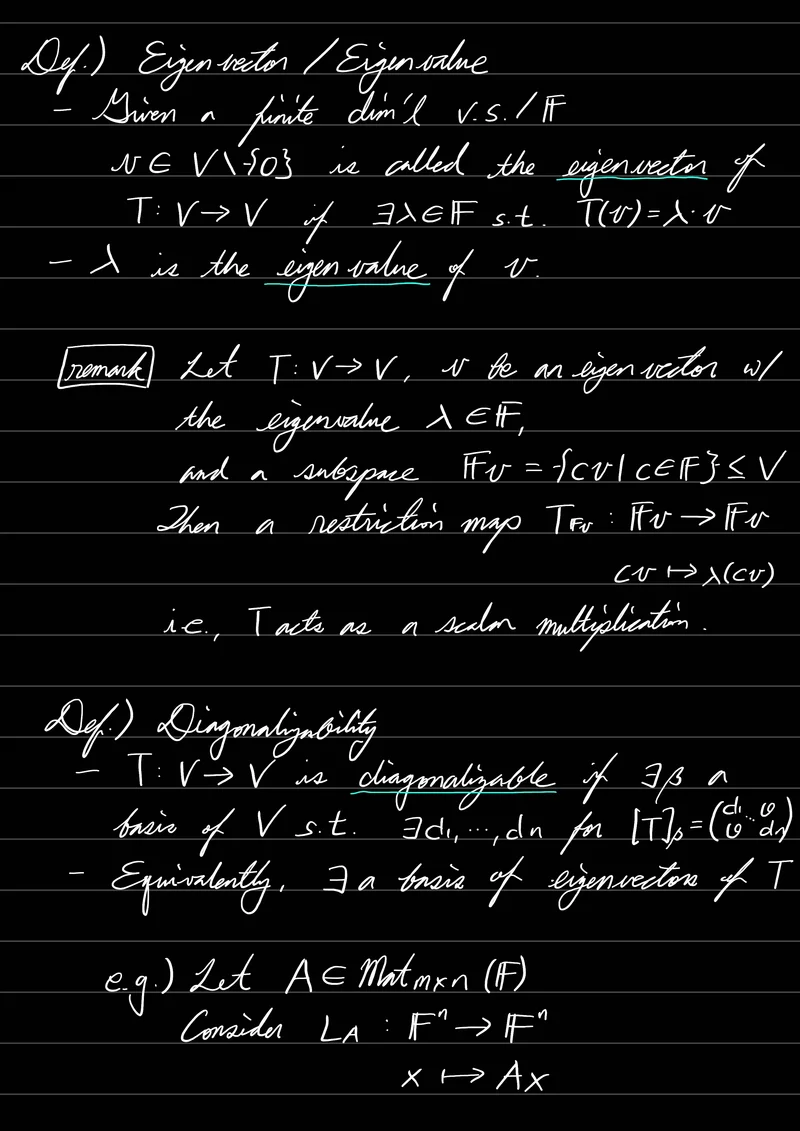 Def.) Eigenvector / Eigenvalue
- Given a finite dim'l v.s. / 𝔽
v ∈ V \ {0} is called the eigenvector of
T: V → V if ∃λ ∈ 𝔽 s.t. T(v) = λ·v
- λ is the eigenvalue of v.
remark Let T: V → V, v be an eigenvector w/
the eigenvalue λ ∈ 𝔽,
and a subspace 𝔽v = {cv | c ∈ 𝔽} ≤ V
Then a restriction map T𝔽v : 𝔽v → 𝔽v
cv ↦ λ(cv)
i.e., T acts as a scalar multiplication.
Def.) Diagonalizability
- T: V → V is diagonalizable if ∃β a
basis of V s.t. ∃d1, ⋯, dn for [T]β = (d1 0 ⋱ 0 dn)
- Equivalently, ∃ a basis of eigenvectors of T
e.g.) Let A ∈ Mat m×n (𝔽)
Consider LA : 𝔽ⁿ → 𝔽ⁿ
x ↦ Ax